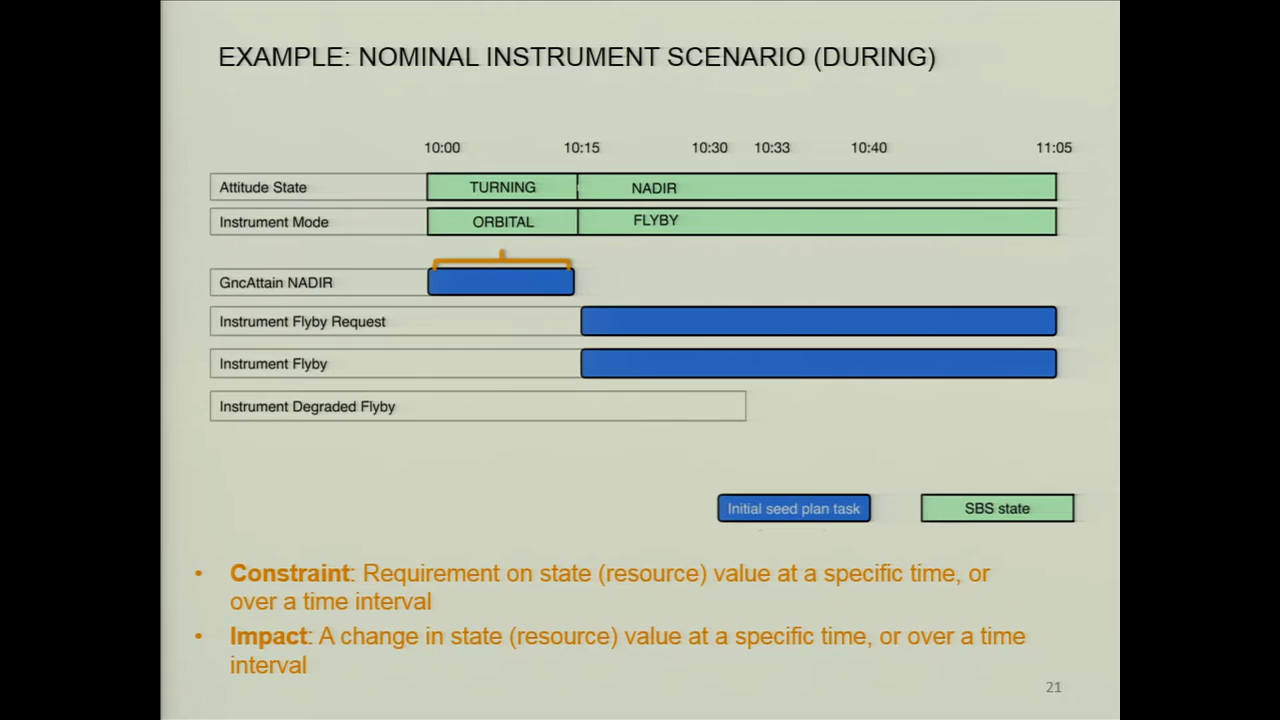 EXAMPLE: NOMINAL INSTRUMENT SCENARIO (DURING)
10:00 10:15 10:30 10:33 10:40 11:05
Attitude State TURNING NADIR
Instrument Mode ORBITAL FLYBY
GncAttain NADIR
Instrument Flyby Request
Instrument Flyby
Instrument Degraded Flyby
Initial seed plan task SBS state
• Constraint: Requirement on state (resource) value at a specific time, or
over a time interval
• Impact: A change in state (resource) value at a specific time, or over a time
interval
21